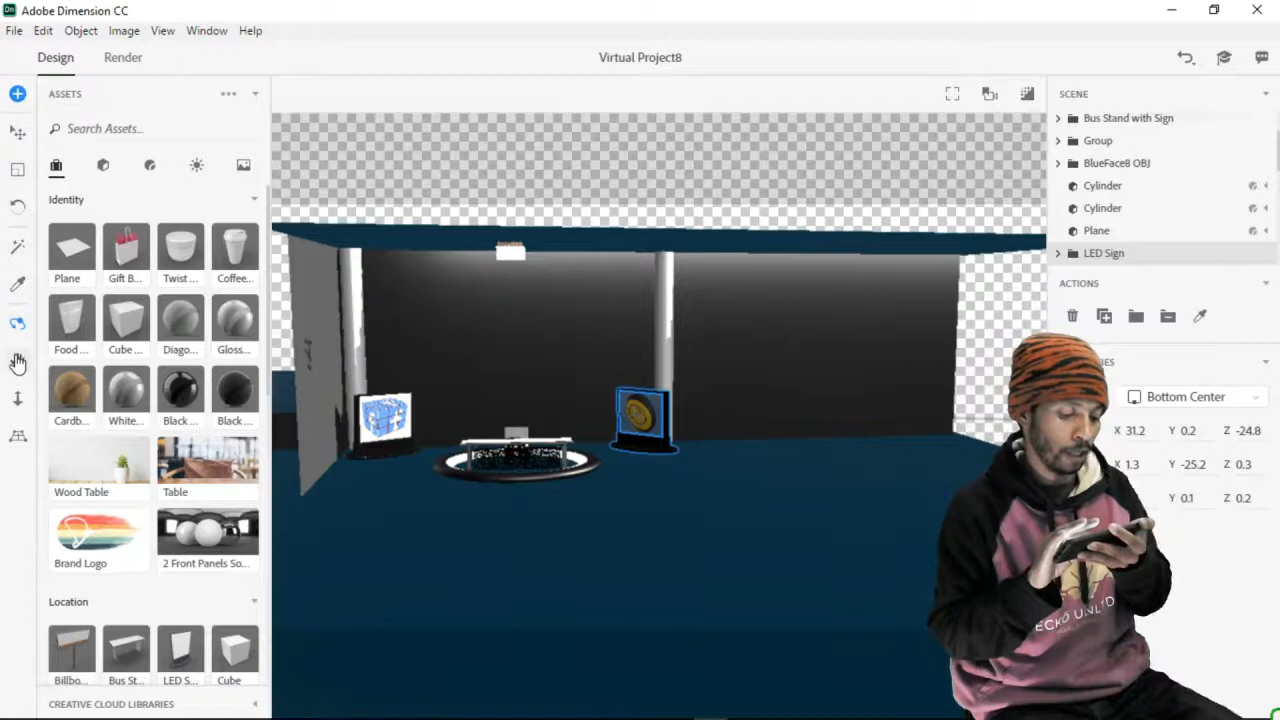 Dn Adobe Dimension CC
File Edit Object Image View Window Help
Design Render Virtual Project8
ASSETS
Search Assets..
Identity
Plane Gift B... Twist ... Coffee...
Food ... Cube ... Diago... Gloss...
Cardb... White... Black ... Black ...
Wood Table Table
Brand Logo 2 Front Panels So...
Location
Billbo... Bus St... LED S... Cube
CREATIVE CLOUD LIBRARIES
SCENE
Bus Stand with Sign
Group
BlueFace8 OBJ
Cylinder
Cylinder
Plane
LED Sign
ACTIONS
Bottom Center
X 31.2 Y 0.2 Z -24.8
X 1.3 Y -25.2 Z 0.3
Y 0.1 Z 0.2
GECKO UNLTD